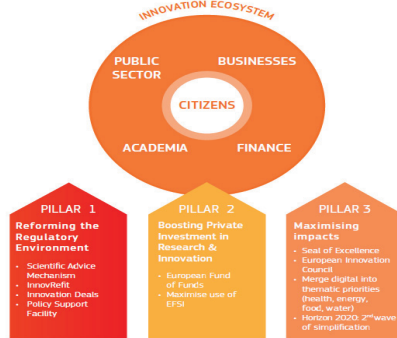 INNOVATION ECOSYSTEM
PUBLIC
SECTOR
BUSINESSES
CITIZENS
ACADEMIA
FINANCE
PILLAR 1
Reforming the
Regulatory
Environment
• Scientific Advice
Mechanism
• InnovRefit
• Innovation Deals
• Policy Support
Facility
PILLAR 2
Boosting Private
Investment in
Research &
Innovation
• European Fund
of Funds
• Maximise use of
EFSI
PILLAR 3
Maximising
impacts
• Seal of Excellence
• European Innovation
Council
• Merge digital into
thematic priorities
(health, energy,
food, water)
• Horizon 2020: 2nd wave
of simplification